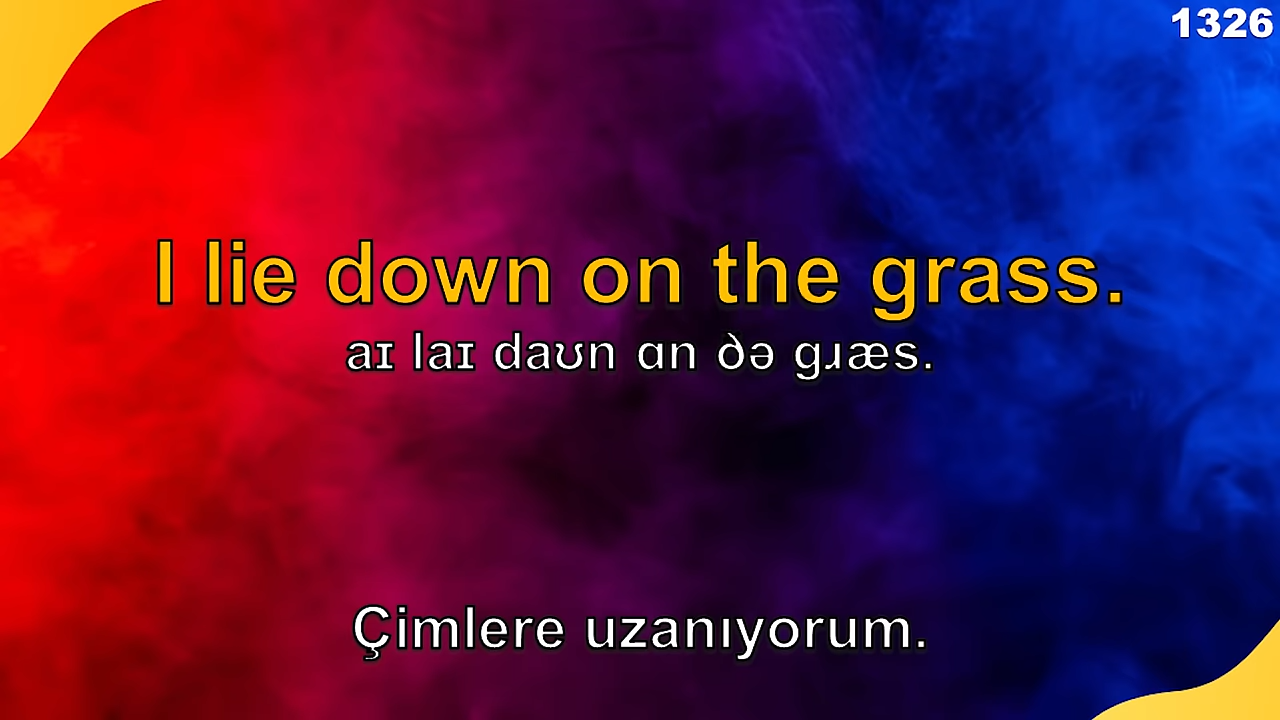 1326
I lie down on the grass.
aɪ laɪ daʊn ɑn ðə ɡɹæs.
Çimlere uzanıyorum.